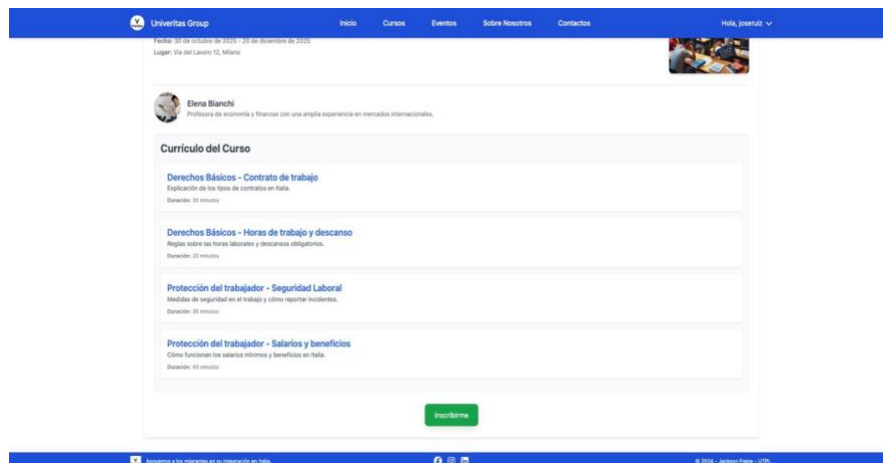 Univeritas Group
Inicio
Cursos
Eventos
Sobre Nosotros
Contactos
Hola, joseruiz
Fecha: 30 de octubre de 2025 - 20 de diciembre de 2025
Lugar: Via del Lavoro 12, Milano
Elena Bianchi
Profesora de economía y finanzas con una amplia experiencia en mercados internacionales.
Currículo del Curso
Derechos Básicos - Contrato de trabajo
Explicación de los tipos de contratos en Italia.
Duración: 30 minutos
Derechos Básicos - Horas de trabajo y descanso
Reglas sobre las horas laborales y descansos obligatorios.
Duración: 20 minutos
Protección del trabajador - Seguridad Laboral
Medidas de seguridad en el trabajo y cómo reportar incidentes.
Duración: 35 minutos
Protección del trabajador - Salarios y beneficios
Cómo funcionan los salarios mínimos y beneficios en Italia.
Duración: 40 minutos
Inscribirme
Apoyamos a los migrantes en su integración en Italia.
© 2024 - Jackson Freire - UTPL